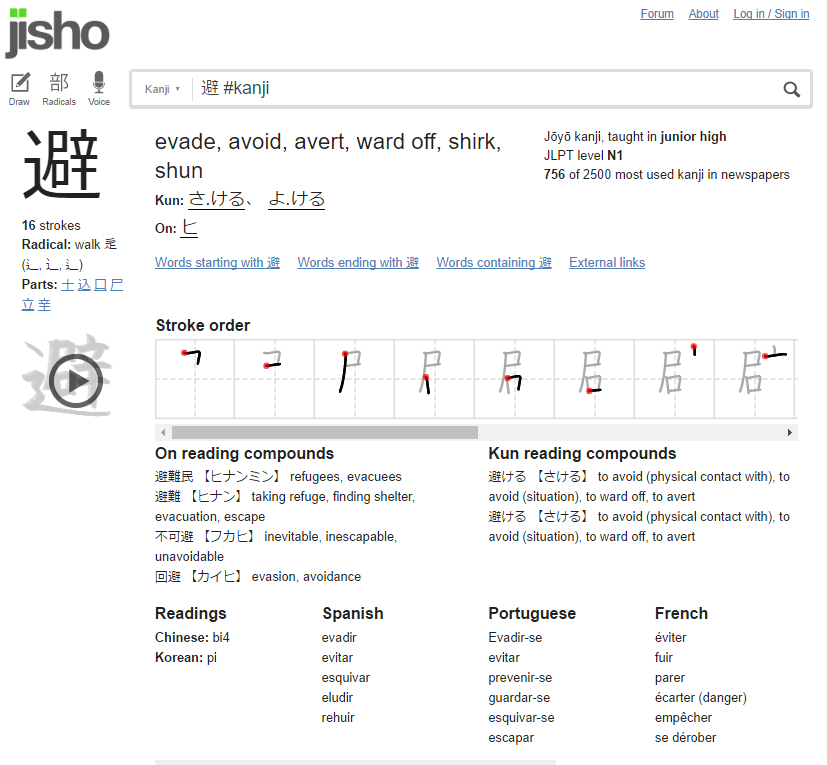 jisho
Forum About Log in / Sign in
Draw 部 Radicals Voice
Kanji ▾ 避 #kanji
避
16 strokes
Radical: walk 辵
(辶, ⻌, ⻍)
Parts: 十 込 口 尸
立 辛
避
evade, avoid, avert, ward off, shirk,
shun
Kun: さ.ける、 よ.ける
On: ヒ
Jōyō kanji, taught in junior high
JLPT level N1
756 of 2500 most used kanji in newspapers
Words starting with 避 Words ending with 避 Words containing 避 External links
Stroke order
On reading compounds
避難民 【ヒナンミン】 refugees, evacuees
避難 【ヒナン】 taking refuge, finding shelter,
evacuation, escape
不可避 【フカヒ】 inevitable, inescapable,
unavoidable
回避 【カイヒ】 evasion, avoidance
Kun reading compounds
避ける 【さける】 to avoid (physical contact with), to
avoid (situation), to ward off, to avert
避ける 【さける】 to avoid (physical contact with), to
avoid (situation), to ward off, to avert
Readings
Chinese: bi4
Korean: pi
Spanish
evadir
evitar
esquivar
eludir
rehuir
Portuguese
Evadir-se
evitar
prevenir-se
guardar-se
esquivar-se
escapar
French
éviter
fuir
parer
écarter (danger)
empêcher
se dérober